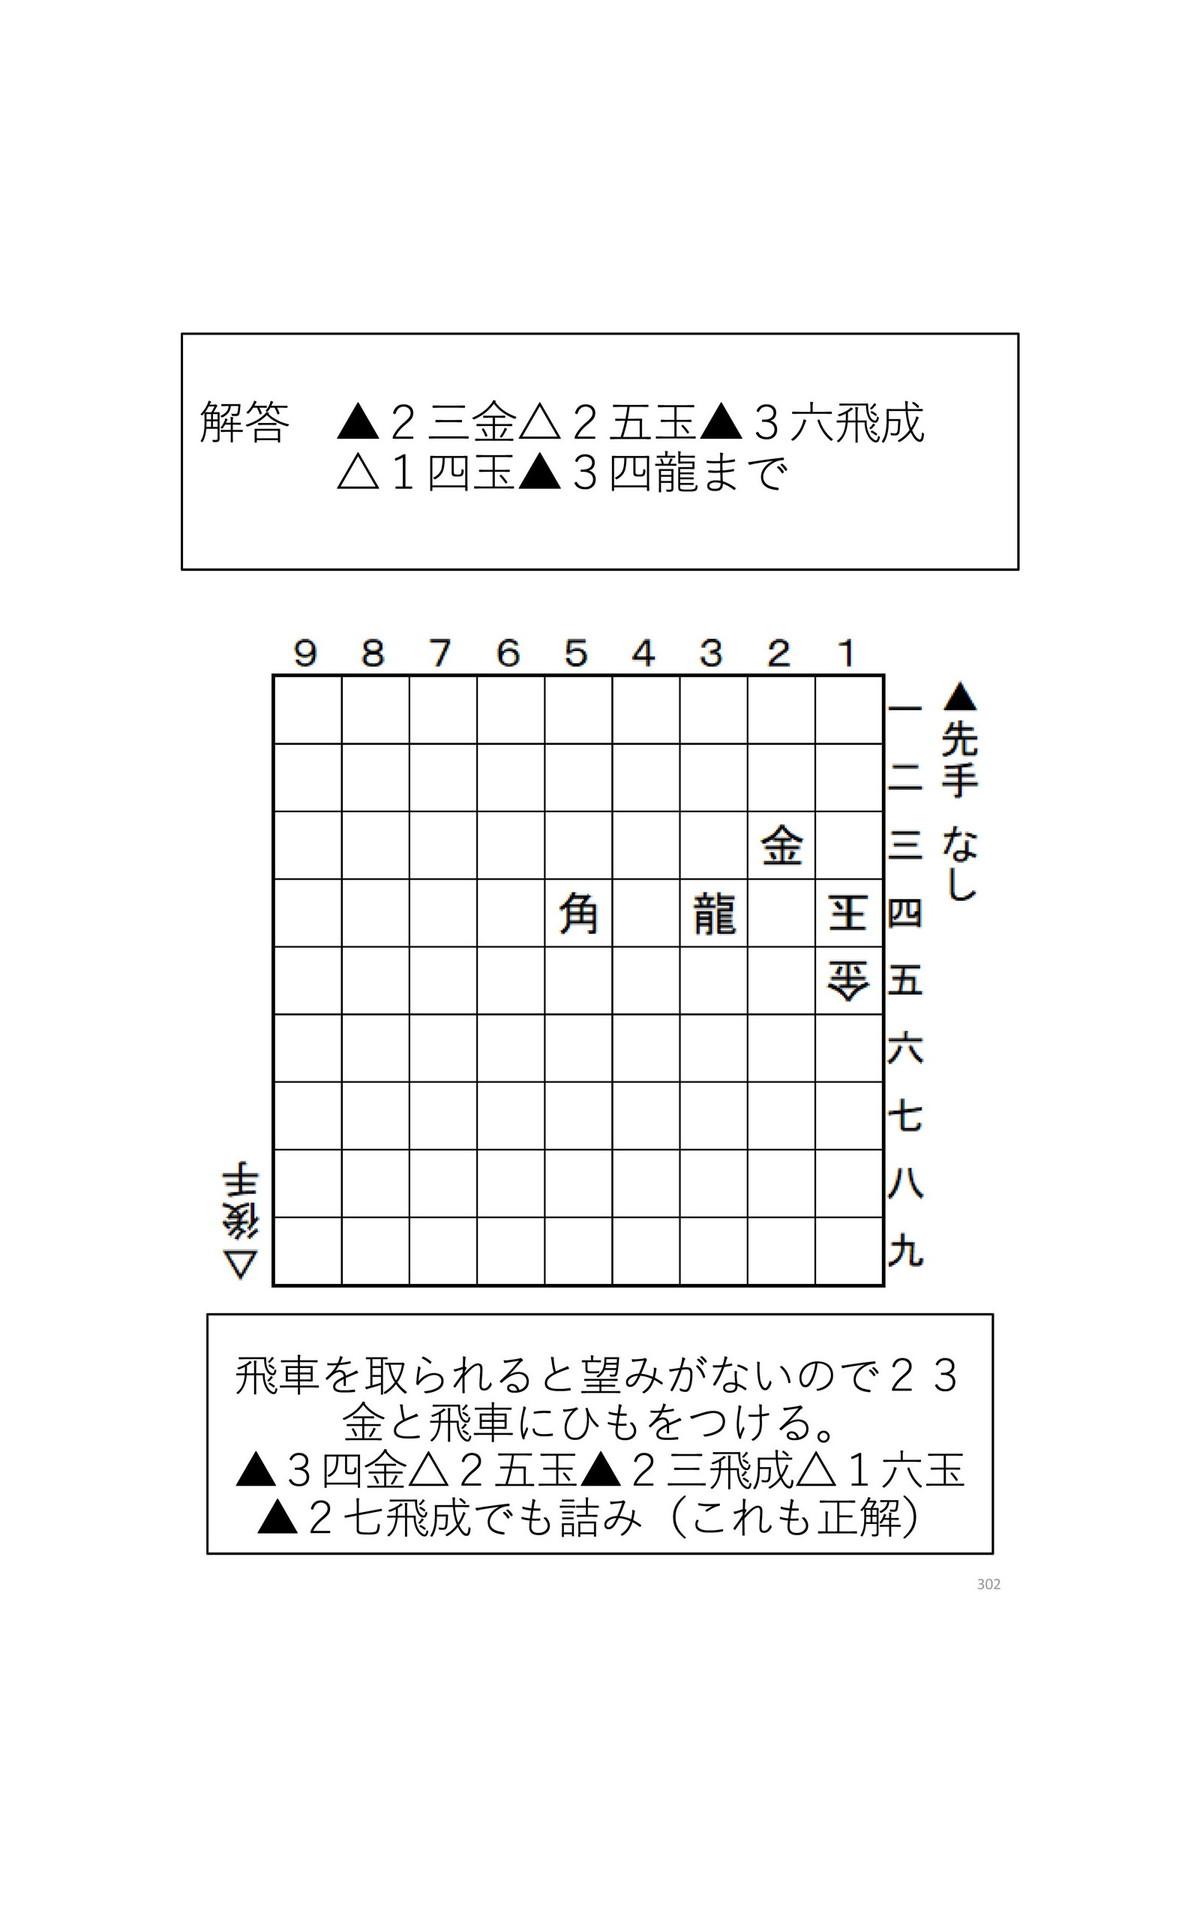 解答　▲２三金△２五玉▲３六飛成
△１四玉▲３四龍まで
9 8 7 6 5 4 3 2 1
一
二
三
四
五
六
七
八
九
▲先手 なし
金
角 龍 王
金
△後手
飛車を取られると望みがないので２３
金と飛車にひもをつける。
▲３四金△２五玉▲２三飛成△１六玉
▲２七飛成でも詰み（これも正解）
302